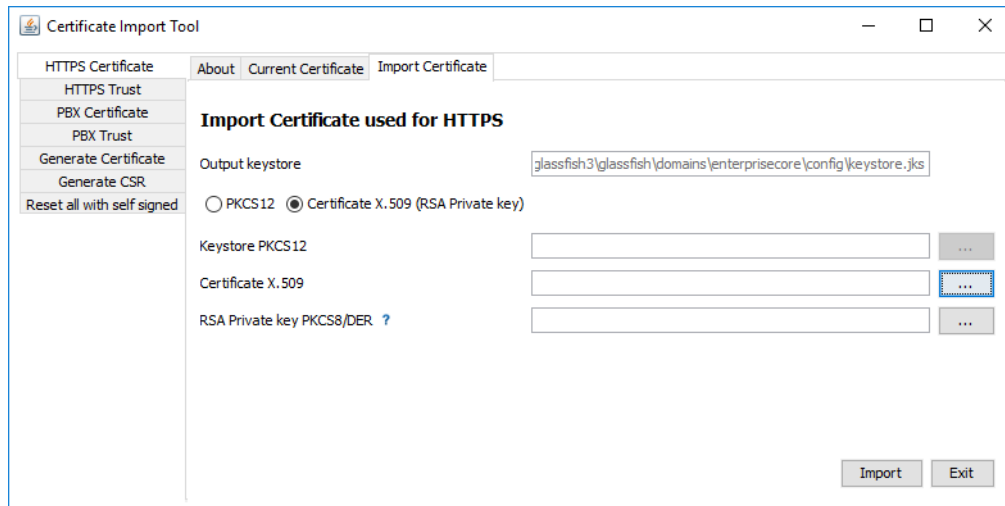 Certificate Import Tool
HTTPS Certificate
HTTPS Trust
PBX Certificate
PBX Trust
Generate Certificate
Generate CSR
Reset all with self signed
About Current Certificate Import Certificate
Import Certificate used for HTTPS
Output keystore glassfish3\glassfish\domains\enterprisecore\config\keystore.jks
PKCS12 Certificate X.509 (RSA Private key)
Keystore PKCS12 ...
Certificate X.509 ...
RSA Private key PKCS8/DER ? ...
Import Exit